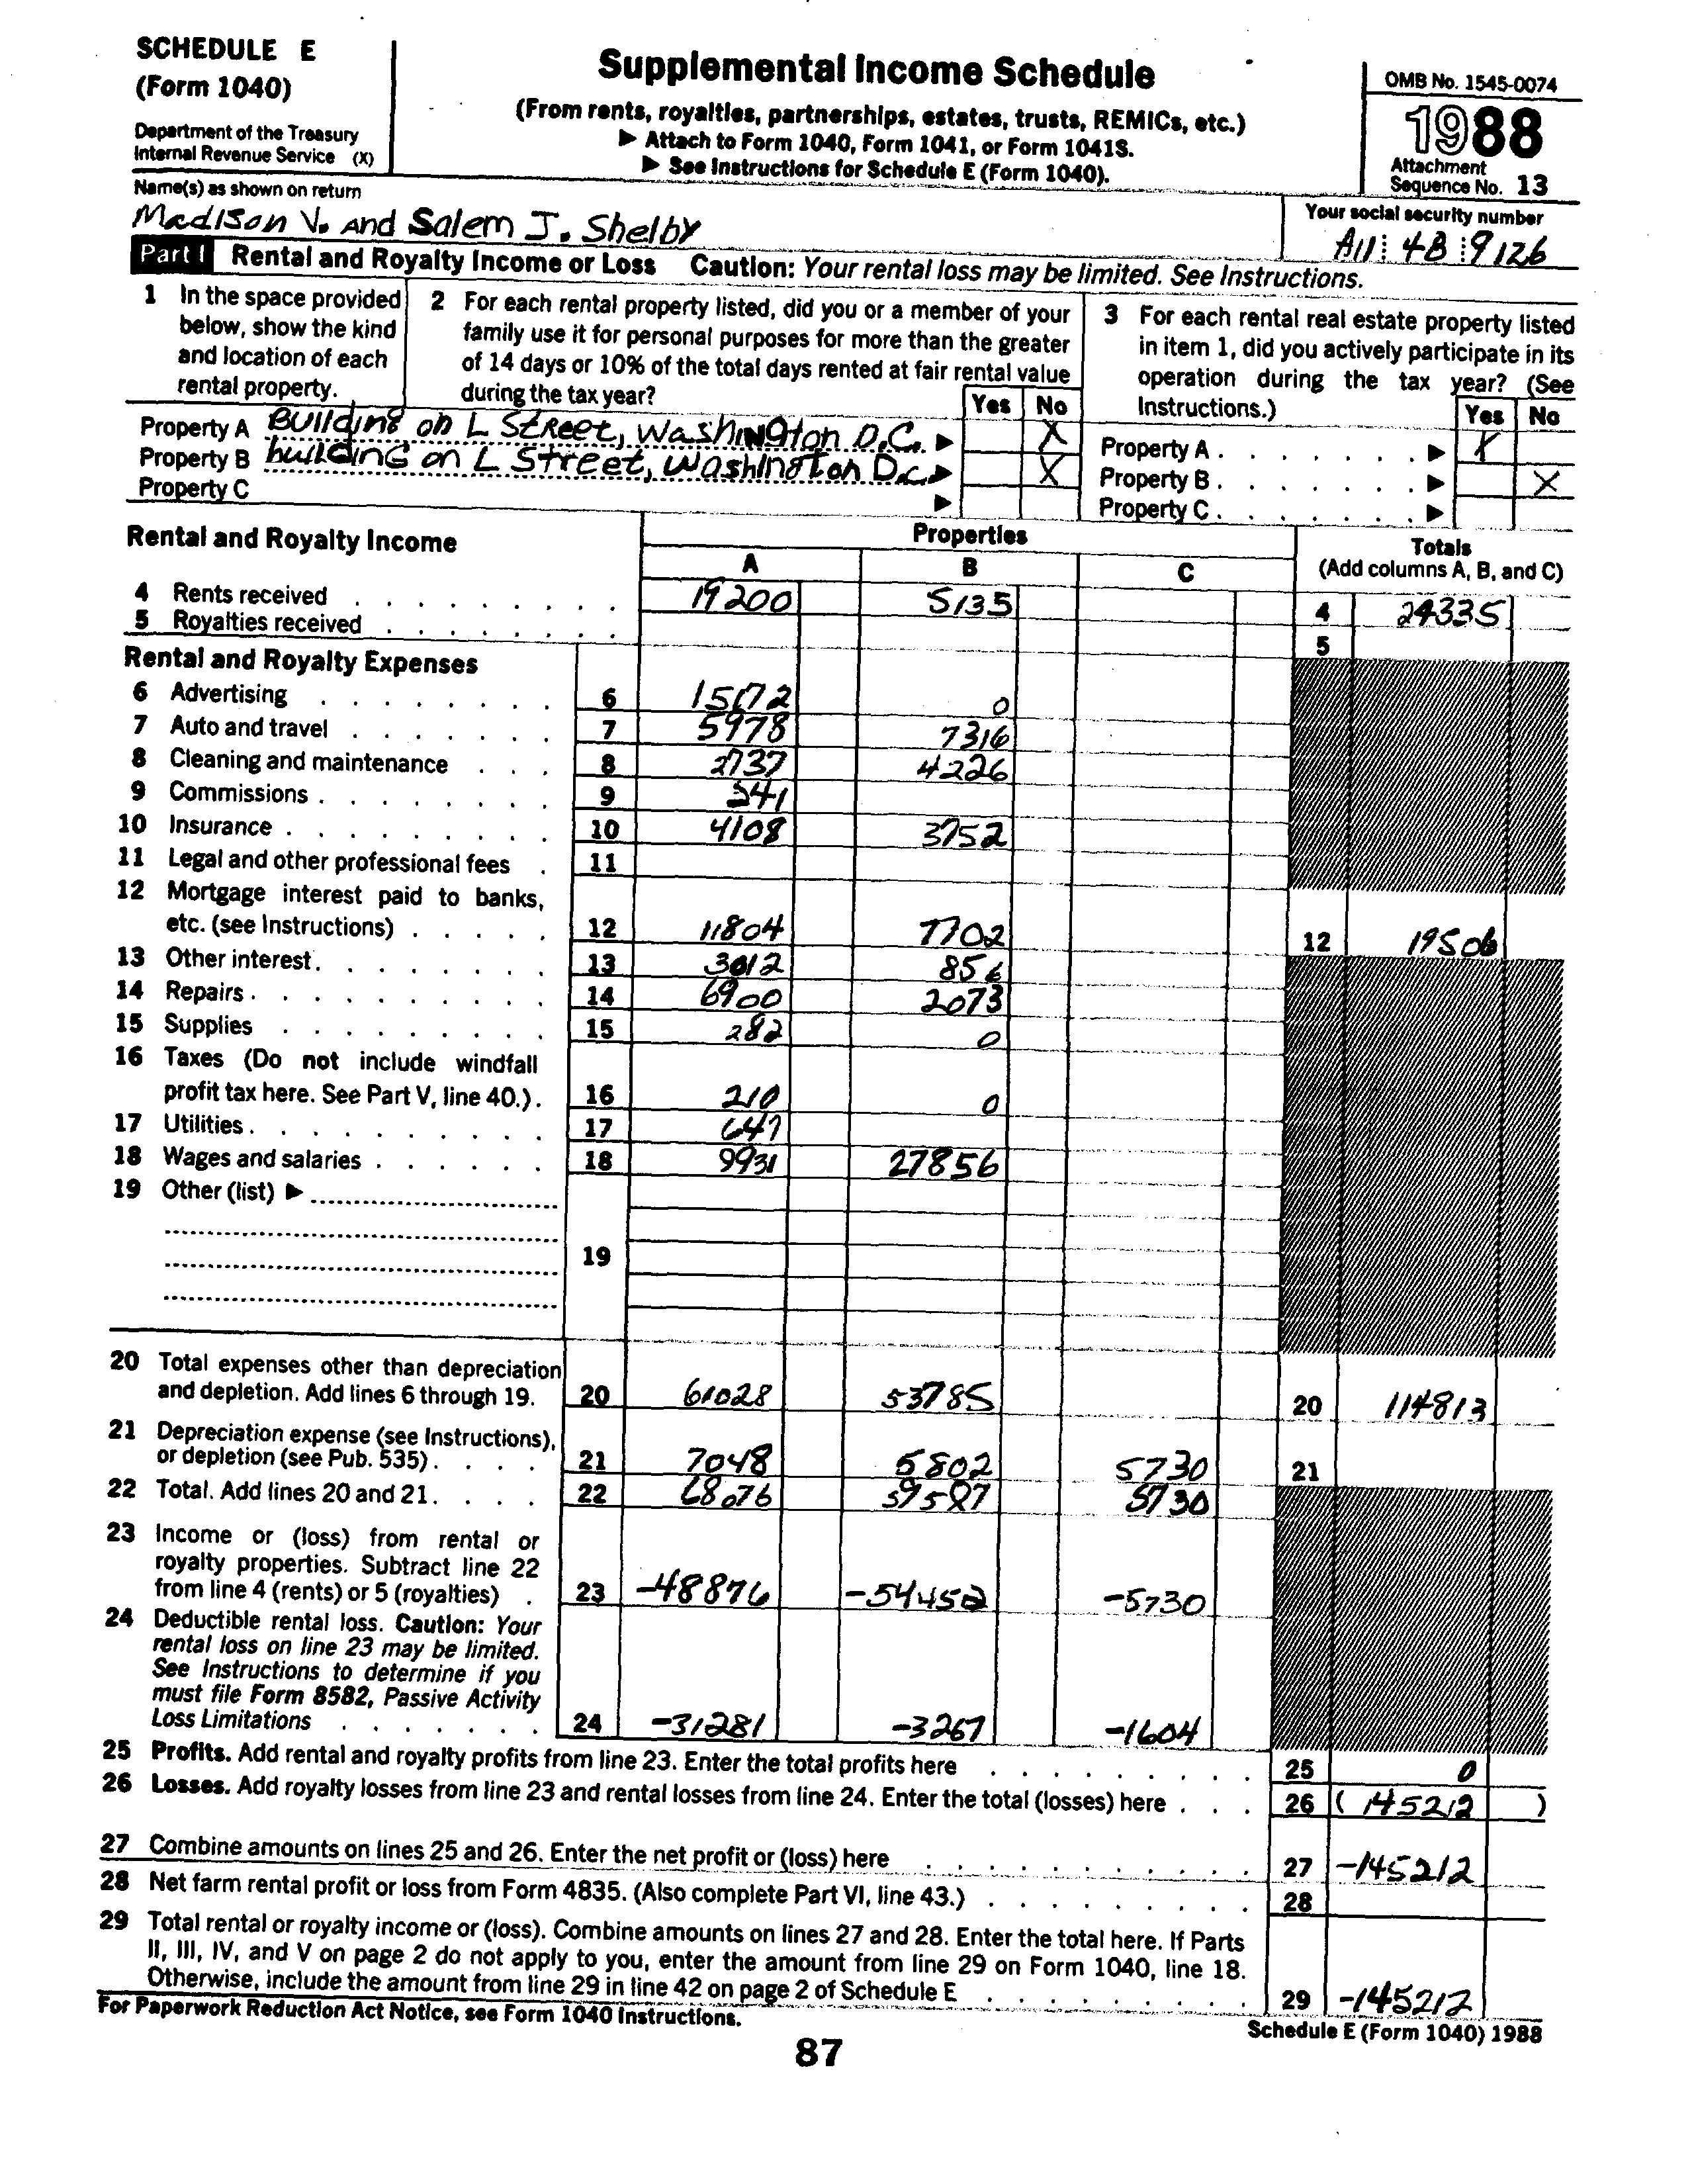 SCHEDULE E
(Form 1040)
Department of the Treasury
Internal Revenue Service (X)
Supplemental Income Schedule
(From rents, royalties, partnerships, estates, trusts, REMICs, etc.)
▶ Attach to Form 1040, Form 1041, or Form 1041S.
▶ See Instructions for Schedule E (Form 1040).
OMB No. 1545-0074
1988
Attachment
Sequence No. 13
Name(s) as shown on return
Madison V. and Salem J. Shelby
Your social security number
A11 4B 9126
Part I Rental and Royalty Income or Loss Caution: Your rental loss may be limited. See Instructions.
1 In the space provided
below, show the kind
and location of each
rental property.
2 For each rental property listed, did you or a member of your
family use it for personal purposes for more than the greater
of 14 days or 10% of the total days rented at fair rental value
during the tax year?
Yes No
3 For each rental real estate property listed
in item 1, did you actively participate in its
operation during the tax year? (See
Instructions.)
Yes No
Property A Building on L Street, Washington D.C. ▶ X
Property B building on L Street, Washington D.C. ▶ X
Property C ▶
Property A ▶ X
Property B ▶ X
Property C ▶
Rental and Royalty Income
Properties
A B C
Totals
(Add columns A, B, and C)
4 Rents received 19200 5135 4 24335
5 Royalties received 5
Rental and Royalty Expenses
6 Advertising 6 15172 0
7 Auto and travel 7 5978 7316
8 Cleaning and maintenance 8 2737 4226
9 Commissions 9 541
10 Insurance 10 4108 3752
11 Legal and other professional fees 11
12 Mortgage interest paid to banks,
etc. (see Instructions) 12 11804 7702 12 19506
13 Other interest 13 3012 856
14 Repairs 14 6900 2073
15 Supplies 15 282 0
16 Taxes (Do not include windfall
profit tax here. See Part V, line 40.) 16 210 0
17 Utilities 17 647
18 Wages and salaries 18 9931 27856
19 Other (list) ▶
19
20 Total expenses other than depreciation
and depletion. Add lines 6 through 19. 20 61028 53785 20 114813
21 Depreciation expense (see Instructions),
or depletion (see Pub. 535) 21 7048 5802 5730 21
22 Total. Add lines 20 and 21. 22 68076 59587 5730
23 Income or (loss) from rental or
royalty properties. Subtract line 22
from line 4 (rents) or 5 (royalties) 23 -48876 -54452 -5730
24 Deductible rental loss. Caution: Your
rental loss on line 23 may be limited.
See Instructions to determine if you
must file Form 8582, Passive Activity
Loss Limitations 24 -31281 -3267 -1604
25 Profits. Add rental and royalty profits from line 23. Enter the total profits here 25 0
26 Losses. Add royalty losses from line 23 and rental losses from line 24. Enter the total (losses) here 26 ( 145212 )
27 Combine amounts on lines 25 and 26. Enter the net profit or (loss) here 27 -145212
28 Net farm rental profit or loss from Form 4835. (Also complete Part VI, line 43.) 28
29 Total rental or royalty income or (loss). Combine amounts on lines 27 and 28. Enter the total here. If Parts
II, III, IV, and V on page 2 do not apply to you, enter the amount from line 29 on Form 1040, line 18.
Otherwise, include the amount from line 29 in line 42 on page 2 of Schedule E 29 -145212
For Paperwork Reduction Act Notice, see Form 1040 Instructions.
Schedule E (Form 1040) 1988
87